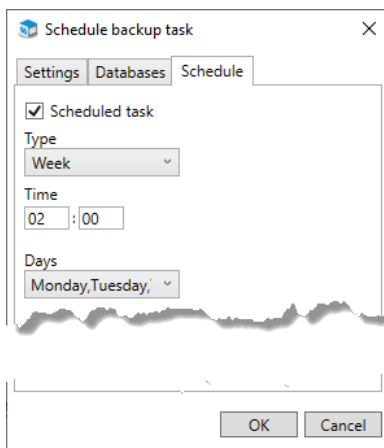 Schedule backup task
Settings Databases Schedule
Scheduled task
Type
Week
Time
02 : 00
Days
Monday,Tuesday,
OK Cancel